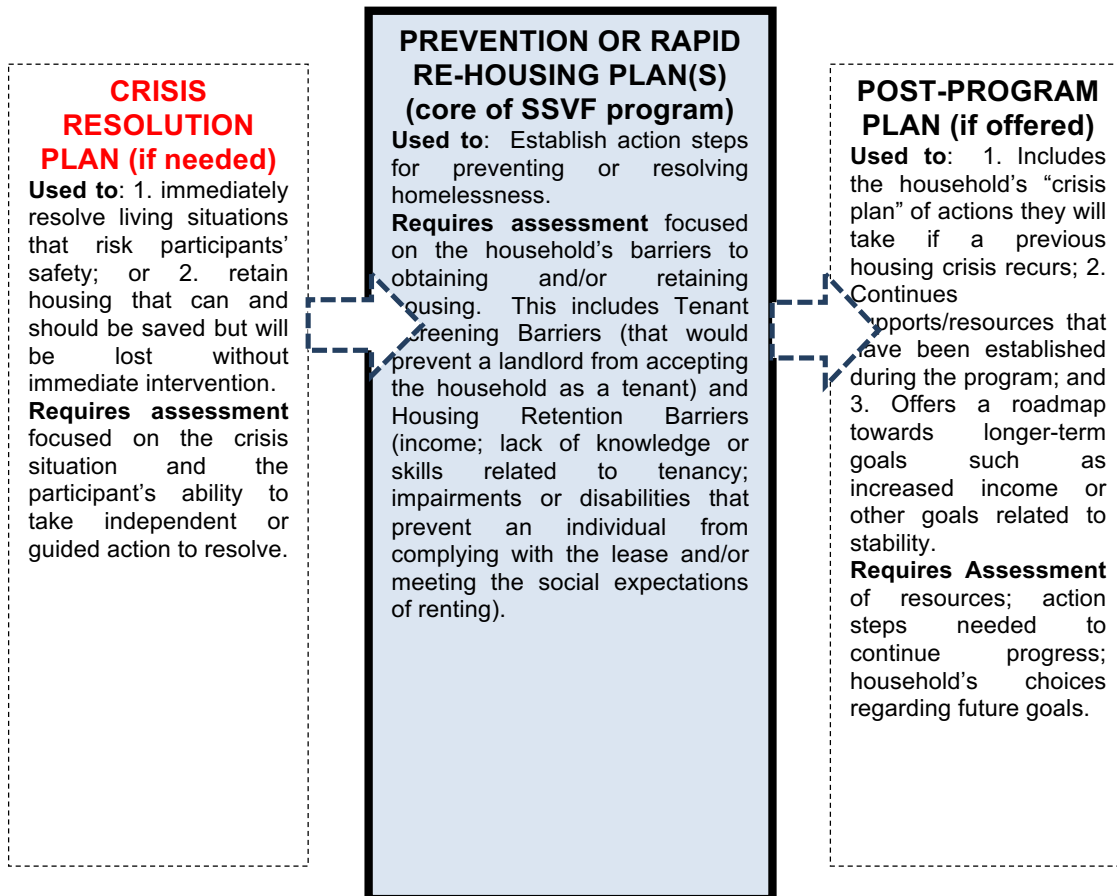 CRISIS
RESOLUTION
PLAN (if needed)
Used to: 1. immediately
resolve living situations
that risk participants’
safety; or 2. retain
housing that can and
should be saved but will
be lost without
immediate intervention.
Requires assessment
focused on the crisis
situation and the
participant’s ability to
take independent or
guided action to resolve.
PREVENTION OR RAPID
RE-HOUSING PLAN(S)
(core of SSVF program)
Used to: Establish action steps
for preventing or resolving
homelessness.
Requires assessment focused
on the household’s barriers to
obtaining and/or retaining
housing. This includes Tenant
Screening Barriers (that would
prevent a landlord from accepting
the household as a tenant) and
Housing Retention Barriers
(income; lack of knowledge or
skills related to tenancy;
impairments or disabilities that
prevent an individual from
complying with the lease and/or
meeting the social expectations
of renting).
POST-PROGRAM
PLAN (if offered)
Used to: 1. Includes
the household’s “crisis
plan” of actions they will
take if a previous
housing crisis recurs; 2.
Continues
supports/resources that
have been established
during the program; and
3. Offers a roadmap
towards longer-term
goals such as
increased income or
other goals related to
stability.
Requires Assessment
of resources; action
steps needed to
continue progress;
household’s choices
regarding future goals.